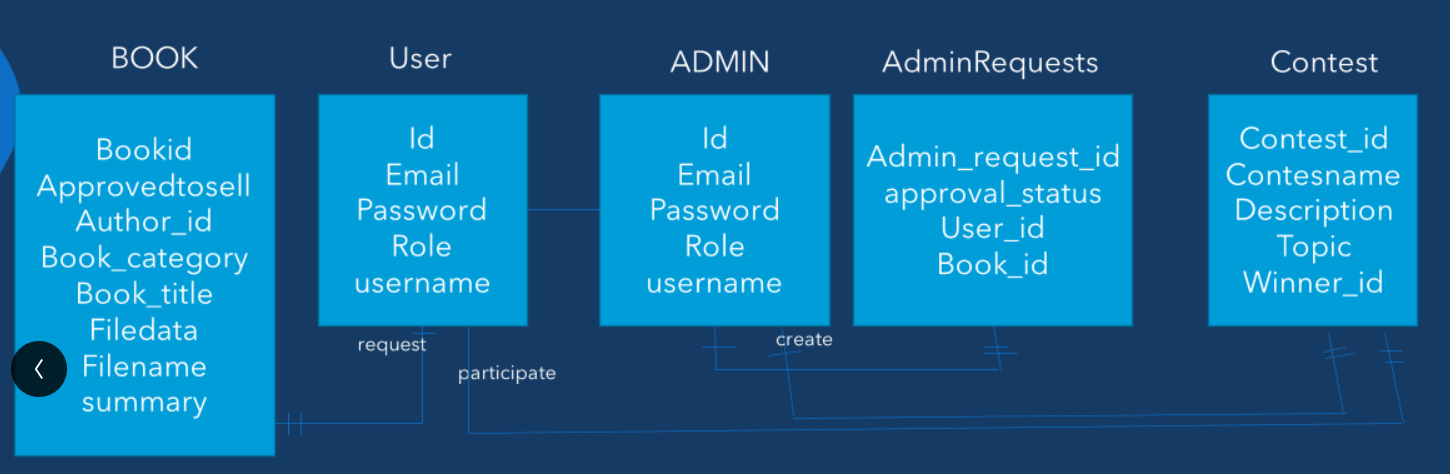 BOOK
Bookid
Approvedtosell
Author_id
Book_category
Book_title
Filedata
Filename
summary
User
Id
Email
Password
Role
username
request
participate
ADMIN
Id
Email
Password
Role
username
create
AdminRequests
Admin_request_id
approval_status
User_id
Book_id
Contest
Contest_id
Contesname
Description
Topic
Winner_id